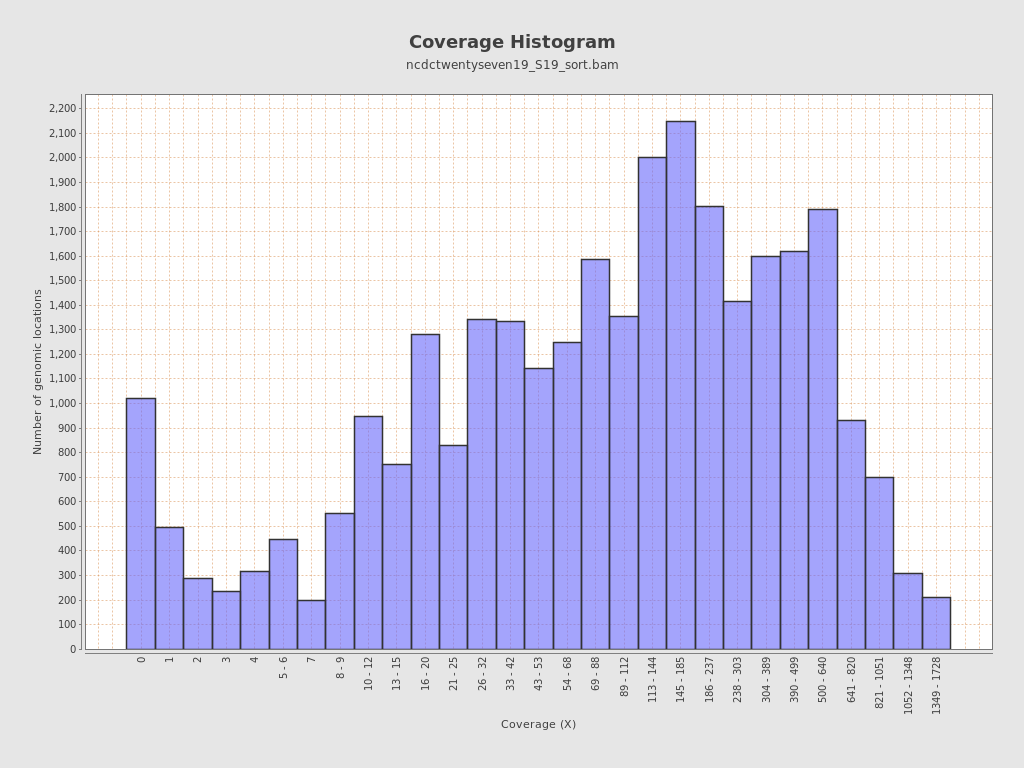 Coverage Histogram
ncdctwentyseven19_S19_sort.bam
Number of genomic locations
2,200
2,100
2,000
1,900
1,800
1,700
1,600
1,500
1,400
1,300
1,200
1,100
1,000
900
800
700
600
500
400
300
200
100
0
0
1
2
3
4
5 - 6
7
8 - 9
10 - 12
13 - 15
16 - 20
21 - 25
26 - 32
33 - 42
43 - 53
54 - 68
69 - 88
89 - 112
113 - 144
145 - 185
186 - 237
238 - 303
304 - 389
390 - 499
500 - 640
641 - 820
821 - 1051
1052 - 1348
1349 - 1728
Coverage (X)